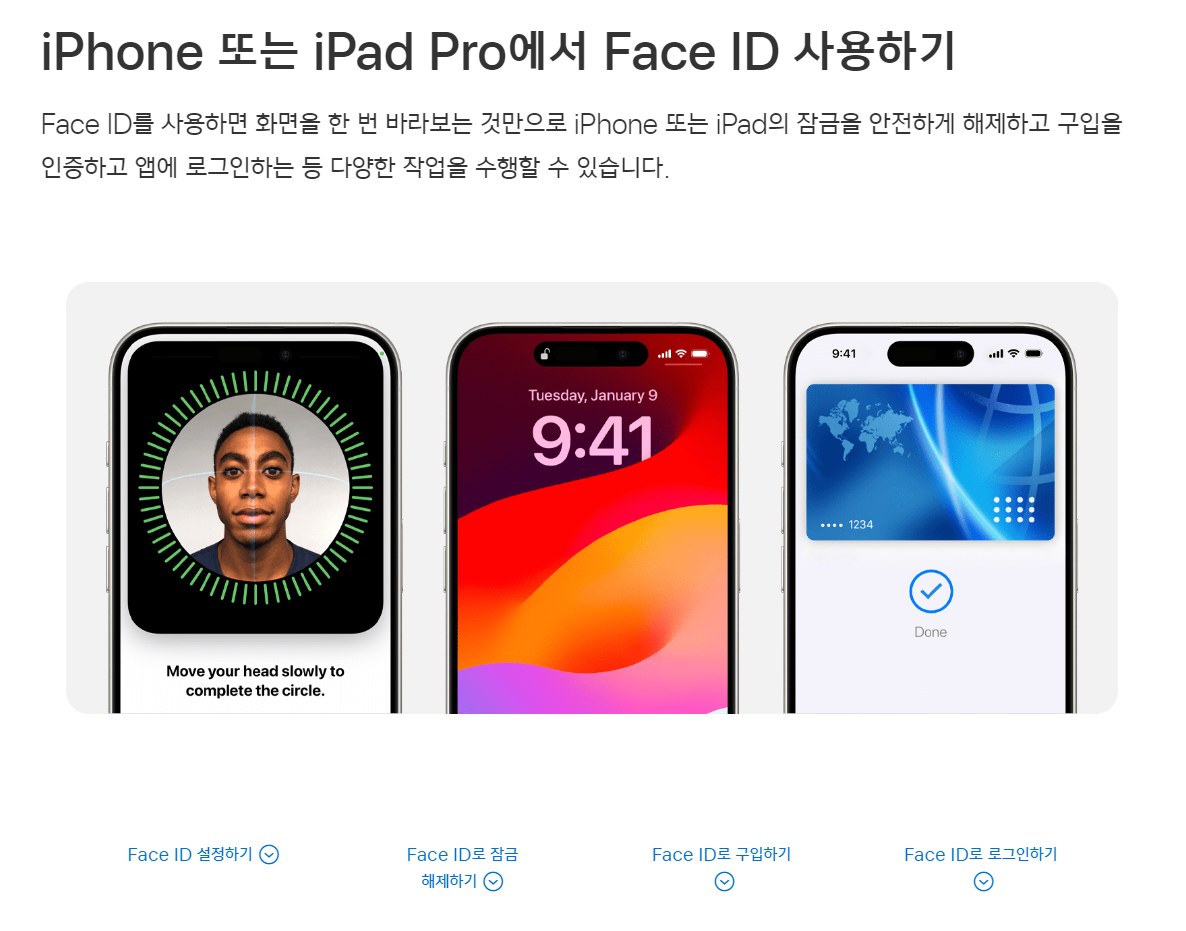 iPhone 또는 iPad Pro에서 Face ID 사용하기
Face ID를 사용하면 화면을 한 번 바라보는 것만으로 iPhone 또는 iPad의 잠금을 안전하게 해제하고 구입을
인증하고 앱에 로그인하는 등 다양한 작업을 수행할 수 있습니다.
Move your head slowly to
complete the circle.
Tuesday, January 9
9:41
9:41
•••• 1234
Done
Face ID 설정하기
Face ID로 잠금
해제하기
Face ID로 구입하기
Face ID로 로그인하기